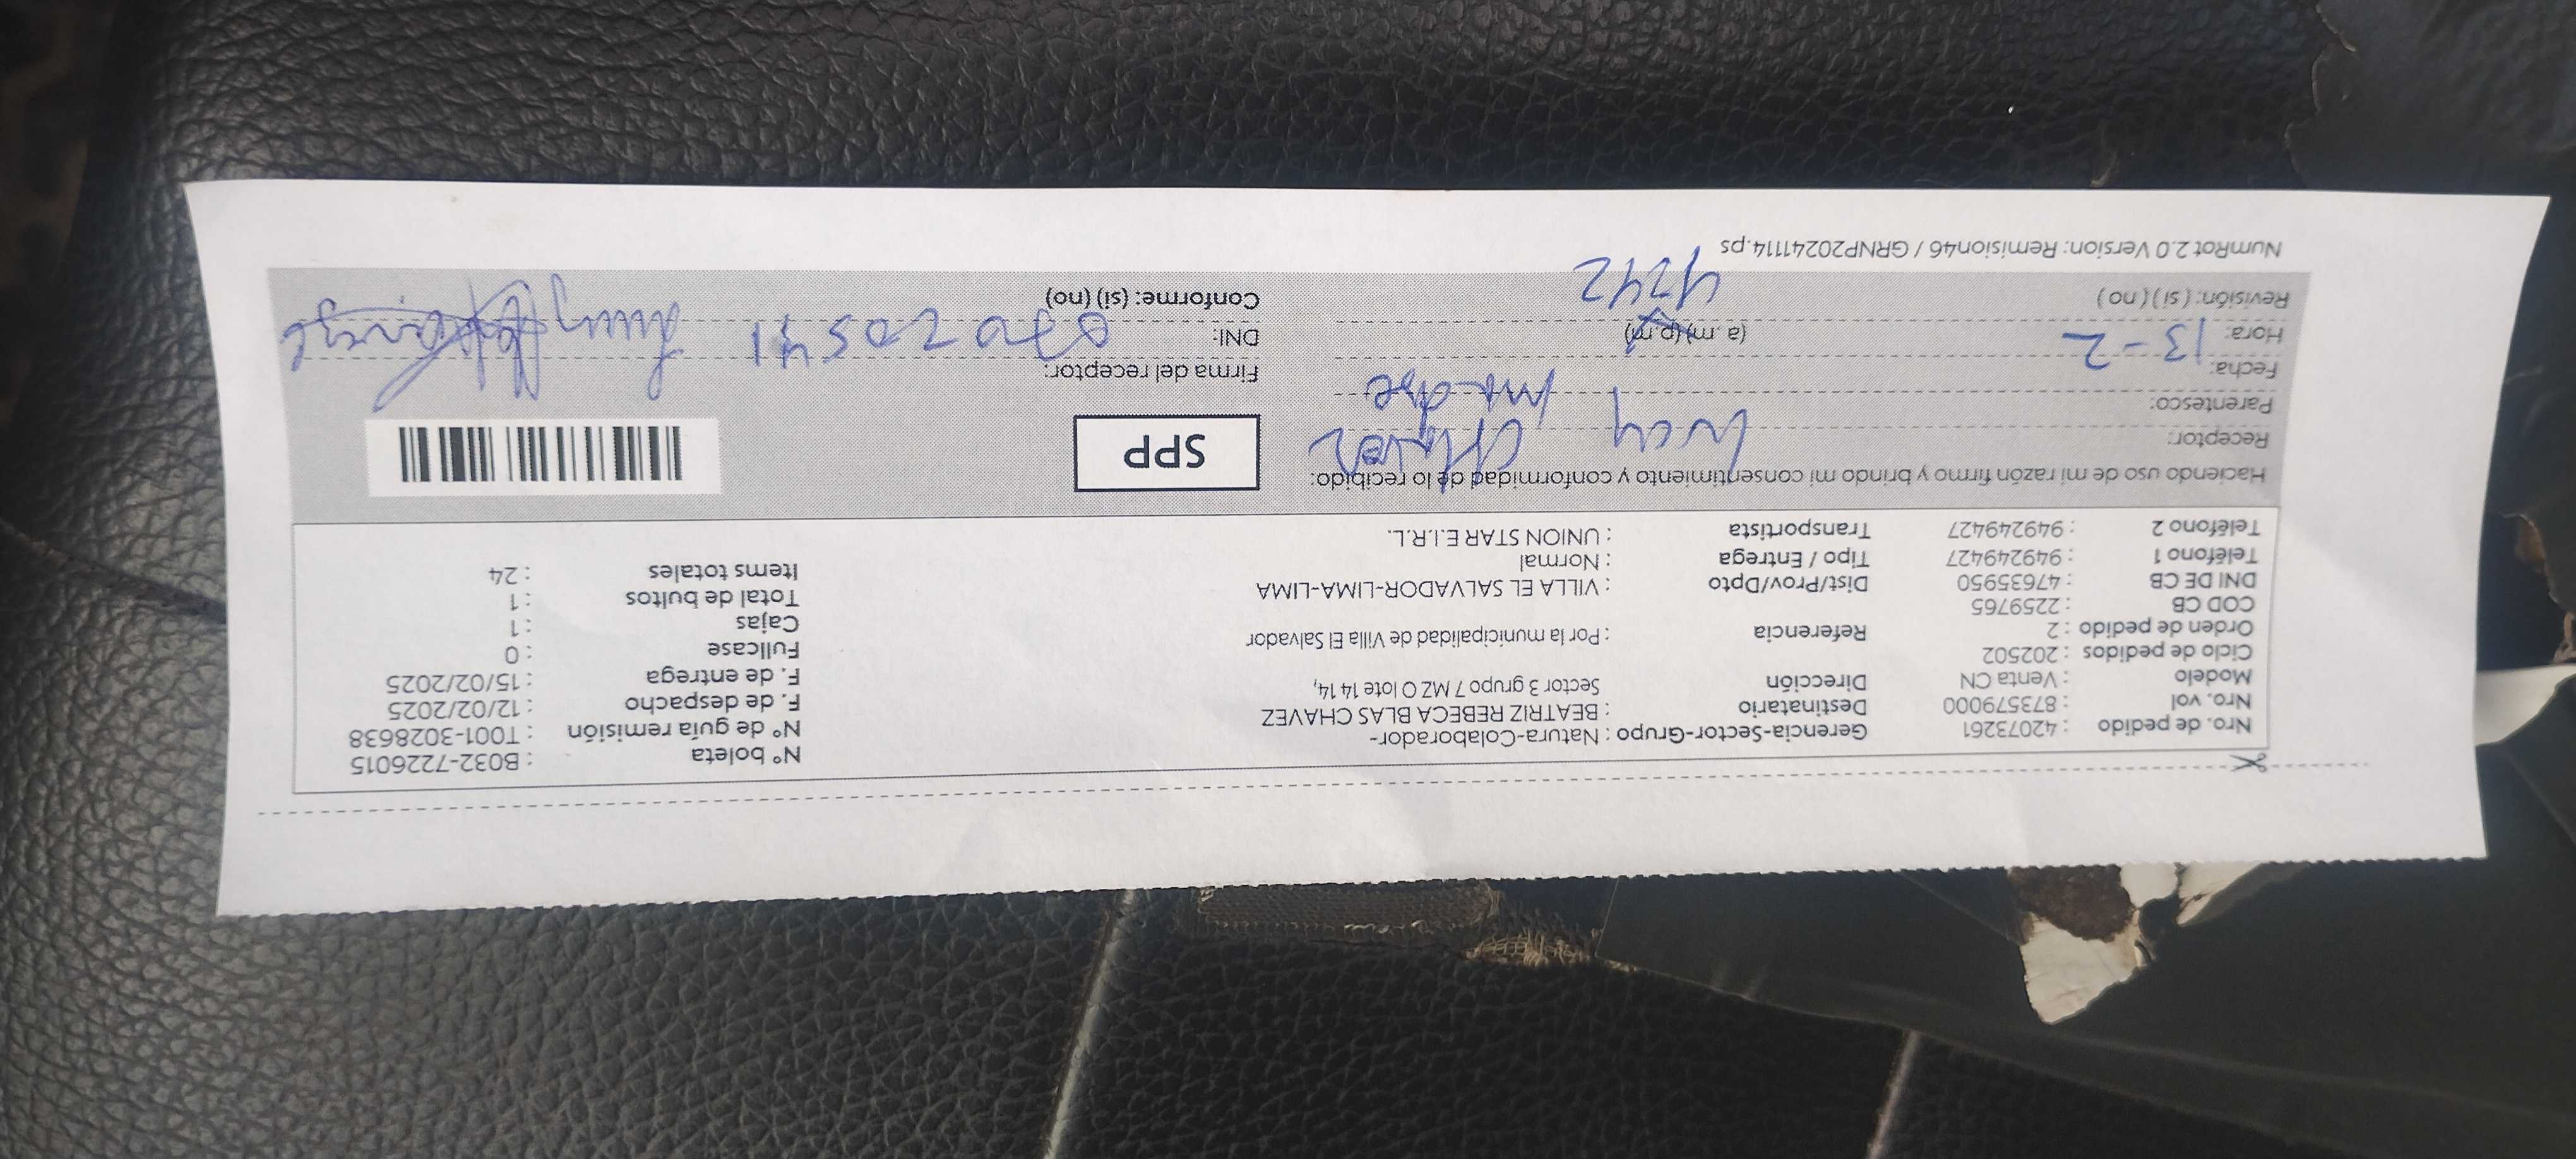 Nro. de pedido : 42073261 Gerencia-Sector-Grupo : Natura-Colaborador- N° boleta : B032-7226015
Nro. vol : 873579000 Destinatario : BEATRIZ REBECA BLAS CHAVEZ N° de guía remisión : T001-3028638
Modelo : Venta CN Dirección Sector 3 grupo 7 MZ O lote 14 14, F. de despacho : 12/02/2025
Ciclo de pedidos : 202502 F. de entrega : 15/02/2025
Orden de pedido : 2 Referencia : Por la municipalidad de Villa El Salvador Fullcase : 0
COD CB : 2259765 Cajas : 1
DNI DE CB : 47635950 Dist/Prov/Dpto : VILLA EL SALVADOR-LIMA-LIMA Total de bultos : 1
Teléfono 1 : 949249427 Tipo / Entrega : Normal Items totales : 24
Teléfono 2 : 949249427 Transportista : UNION STAR E.I.R.L.
Haciendo uso de mi razón firmo y brindo mi consentimiento y conformidad de lo recibido:
Receptor: Lucy Chavez SPP
Parentesco: madre
Fecha: 13-2 Firma del receptor:
Hora: (a. m) (p.m) DNI:
Revisión: ( si ) ( no ) Conforme: (si) (no)
NumRot 2.0 Version: Remision46 / GRNP20241114.ps